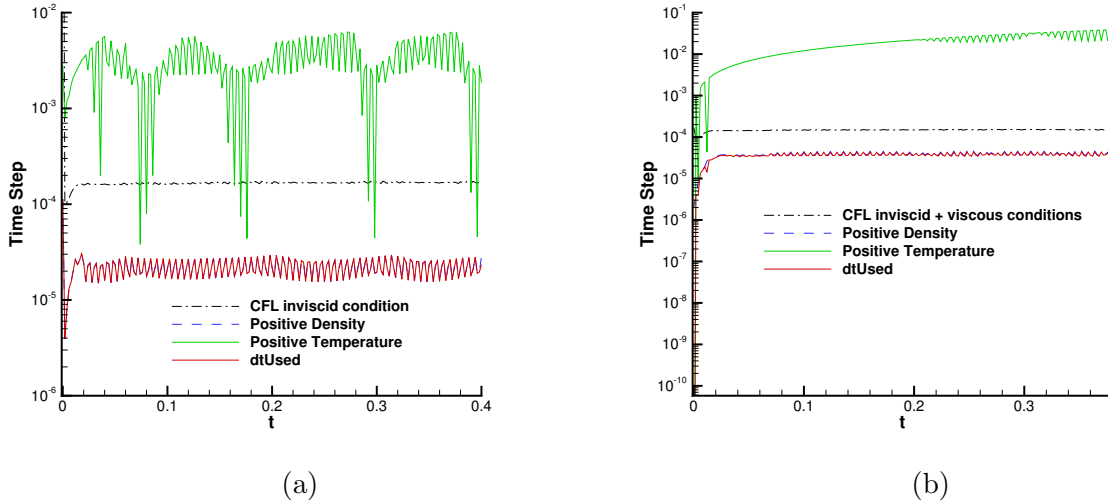 10^-2
10^-3
10^-4
10^-5
10^-6
Time Step
0
0.1
0.2
0.3
0.4
t
CFL inviscid condition
Positive Density
Positive Temperature
dtUsed
(a)
10^-1
10^-2
10^-3
10^-4
10^-5
10^-6
10^-7
10^-8
10^-9
10^-10
Time Step
0
0.1
0.2
0.3
t
CFL inviscid + viscous conditions
Positive Density
Positive Temperature
dtUsed
(b)